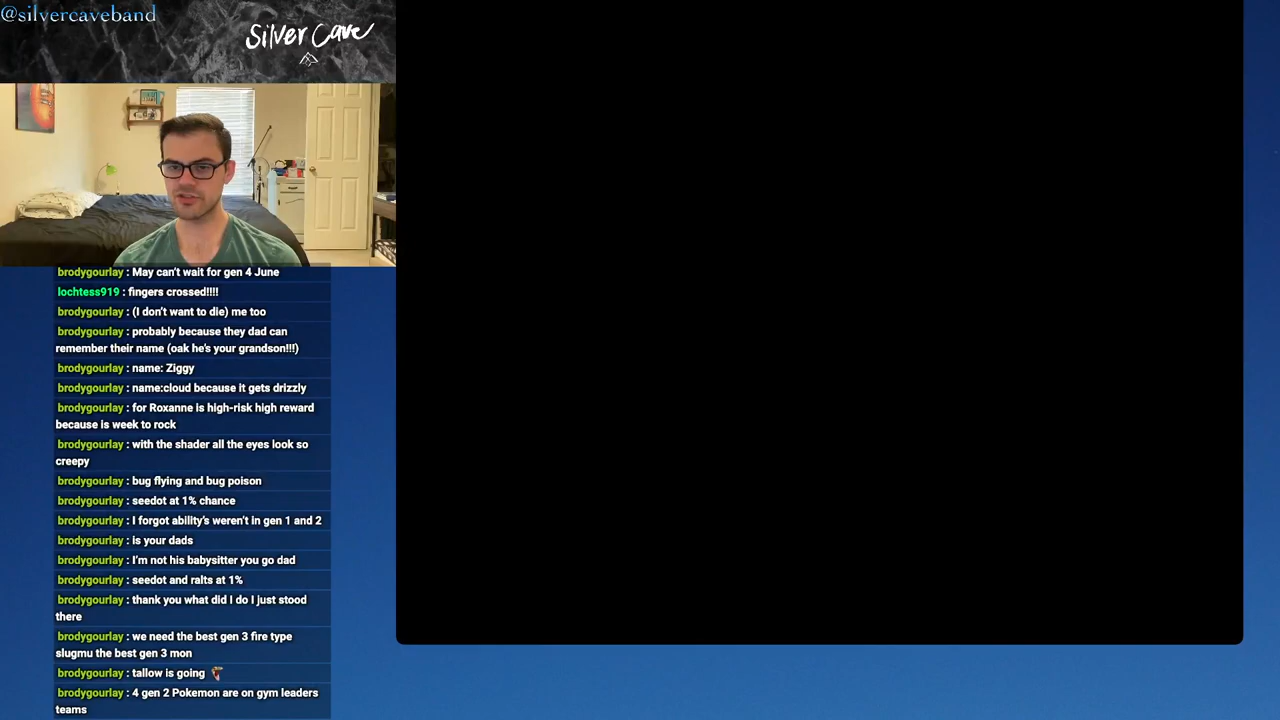 @silvercaveband
Silver Cave
brodygourlay : May can't wait for gen 4 June
lochtess919 : fingers crossed!!!!
brodygourlay : (I don't want to die) me too
brodygourlay : probably because they dad can
remember their name (oak he's your grandson!!!)
brodygourlay : name: Ziggy
brodygourlay : name:cloud because it gets drizzly
brodygourlay : for Roxanne is high-risk high reward
because is week to rock
brodygourlay : with the shader all the eyes look so
creepy
brodygourlay : bug flying and bug poison
brodygourlay : seedot at 1% chance
brodygourlay : I forgot ability's weren't in gen 1 and 2
brodygourlay : is your dads
brodygourlay : I'm not his babysitter you go dad
brodygourlay : seedot and ralts at 1%
brodygourlay : thank you what did I do I just stood
there
brodygourlay : we need the best gen 3 fire type
slugmu the best gen 3 mon
brodygourlay : tallow is going
brodygourlay : 4 gen 2 Pokemon are on gym leaders
teams